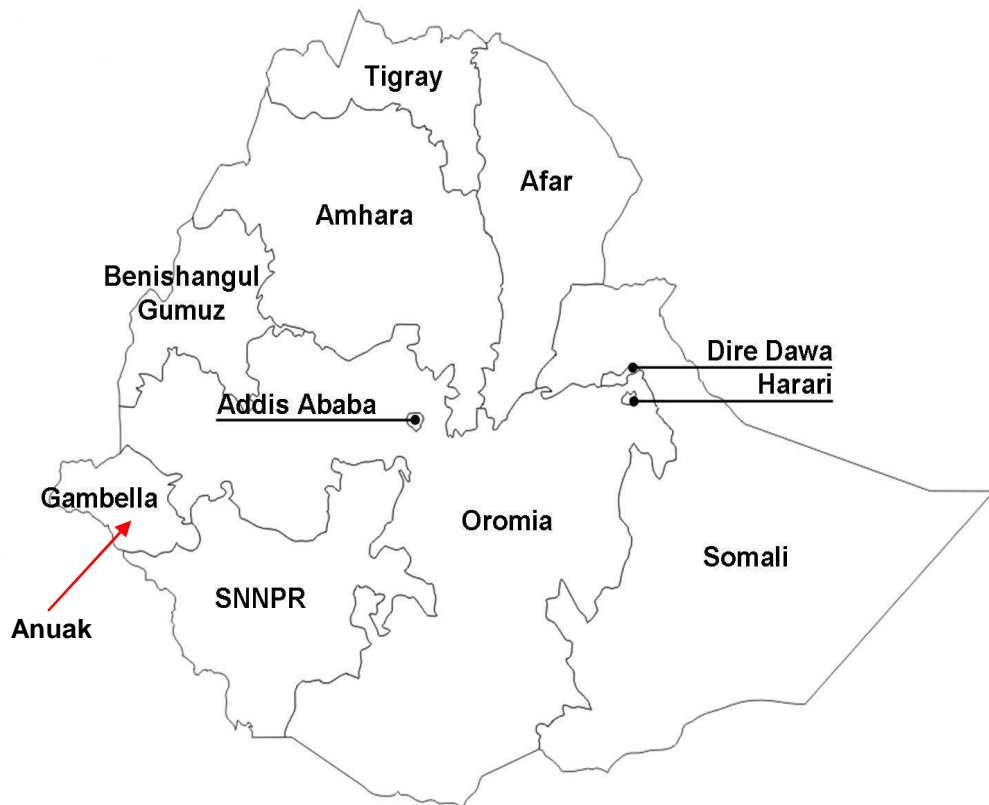 Tigray
Afar
Amhara
Benishangul
Gumuz
Dire Dawa
Harari
Addis Ababa
Gambella
Oromia
Somali
SNNPR
Anuak